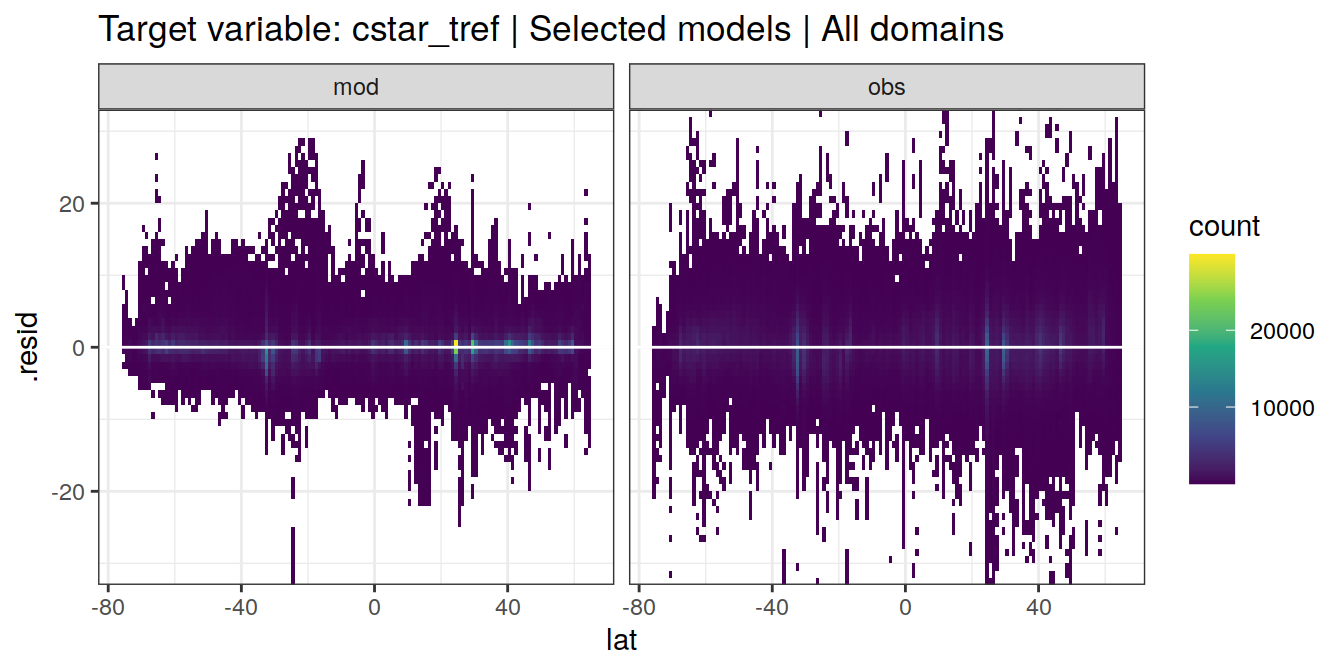 Target variable: cstar_tref | Selected models | All domains
mod
obs
.resid
20
0
-20
-80
-40
0
40
-80
-40
0
40
lat
count
20000
10000